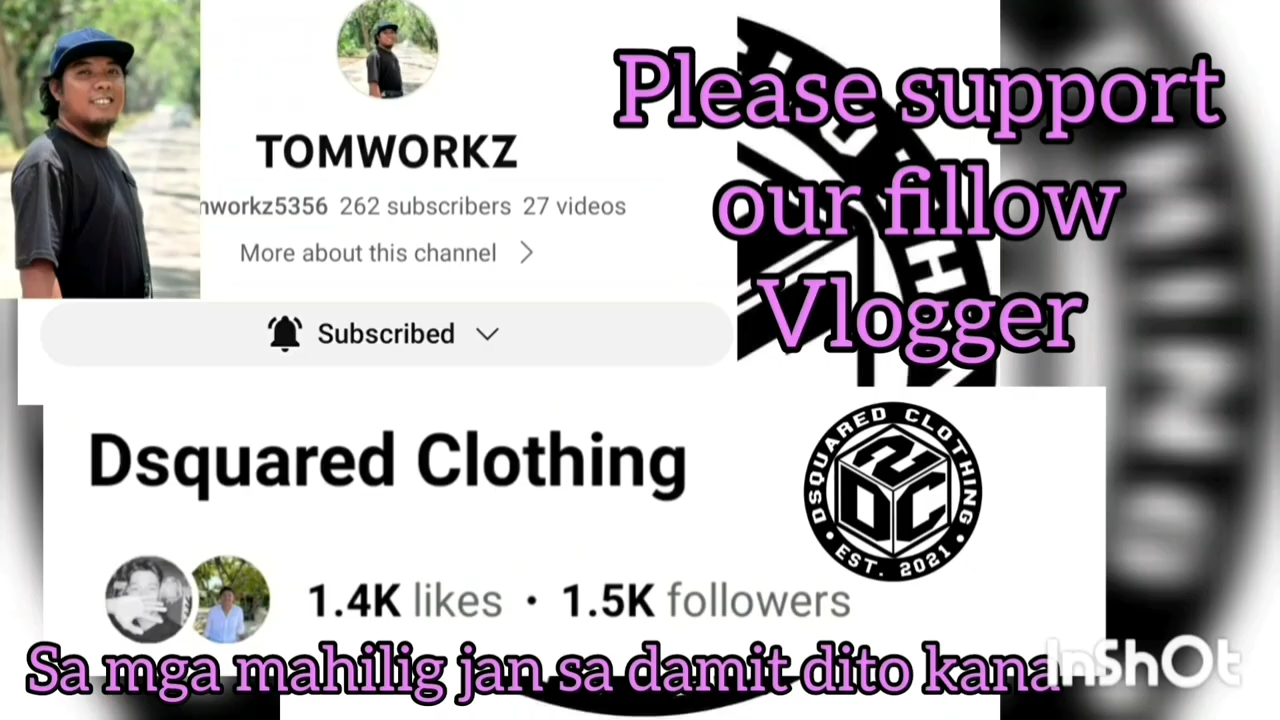 TOMWORKZ
nworkz5356 262 subscribers 27 videos
More about this channel
Subscribed
Please support
our fillow
Vlogger
Dsquared Clothing
DSQUARED CLOTHING
D2C
• EST. 2021 •
1.4K likes • 1.5K followers
Sa mga mahilig jan sa damit dito kana
InShOt